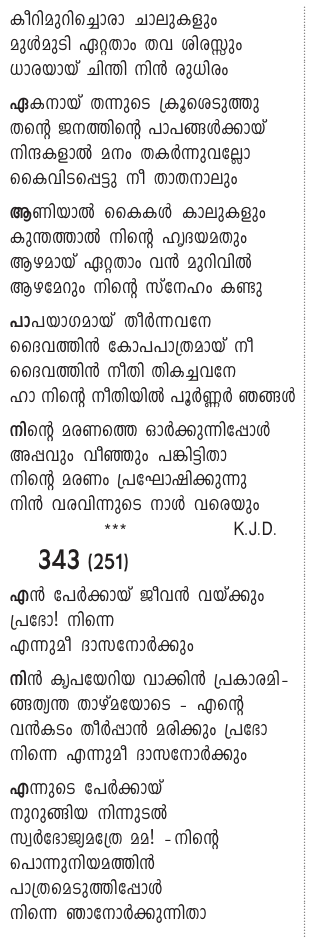 കീറിമുറിച്ചൊരാ ചാലുകളും
മുൾമുടി ഏറ്റതാം തവ ശിരസ്സും
ധാരയായ് ചിന്തി നിൻ രുധിരം
ഏകനായ് തന്നുടെ ക്രൂശെടുത്തു
തന്റെ ജനത്തിന്റെ പാപങ്ങൾക്കായ്
നിന്ദകളാൽ മനം തകർന്നുവല്ലോ
കൈവിടപ്പെട്ടു നീ താതനാലും
ആണിയാൽ കൈകൾ കാലുകളും
കുന്തത്താൽ നിന്റെ ഹൃദയമതും
ആഴമായ് ഏറ്റതാം വൻ മുറിവിൽ
ആഴമേറും നിന്റെ സ്നേഹം കണ്ടു
പാപയാഗമായ് തീർന്നവനേ
ദൈവത്തിൻ കോപപാത്രമായ് നീ
ദൈവത്തിൻ നീതി തികച്ചവനേ
ഹാ നിന്റെ നീതിയിൽ പൂർണ്ണർ ഞങ്ങൾ
നിന്റെ മരണത്തെ ഓർക്കുന്നിപ്പോൾ
അപ്പവും വീഞ്ഞും പങ്കിട്ടിതാ
നിന്റെ മരണം പ്രഘോഷിക്കുന്നു
നിൻ വരവിന്നുടെ നാൾ വരെയും
*** K.J.D.
343 (251)
എൻ പേർക്കായ് ജീവൻ വയ്ക്കും
പ്രഭോ! നിന്നെ
എന്നുമീ ദാസനോർക്കും
നിൻ കൃപയേറിയ വാക്കിൻ പ്രകാരമി-
ങ്ങത്യന്ത താഴ്മയോടെ - എന്റെ
വൻകടം തീർപ്പാൻ മരിക്കും പ്രഭോ
നിന്നെ എന്നുമീ ദാസനോർക്കും
എന്നുടെ പേർക്കായ്
നുറുങ്ങിയ നിന്നുടൽ
സ്വർഭോജ്യമത്രേ മമ! -നിന്റെ
പൊന്നുനിയമത്തിൻ
പാത്രമെടുത്തിപ്പോൾ
നിന്നെ ഞാനോർക്കുന്നിതാ